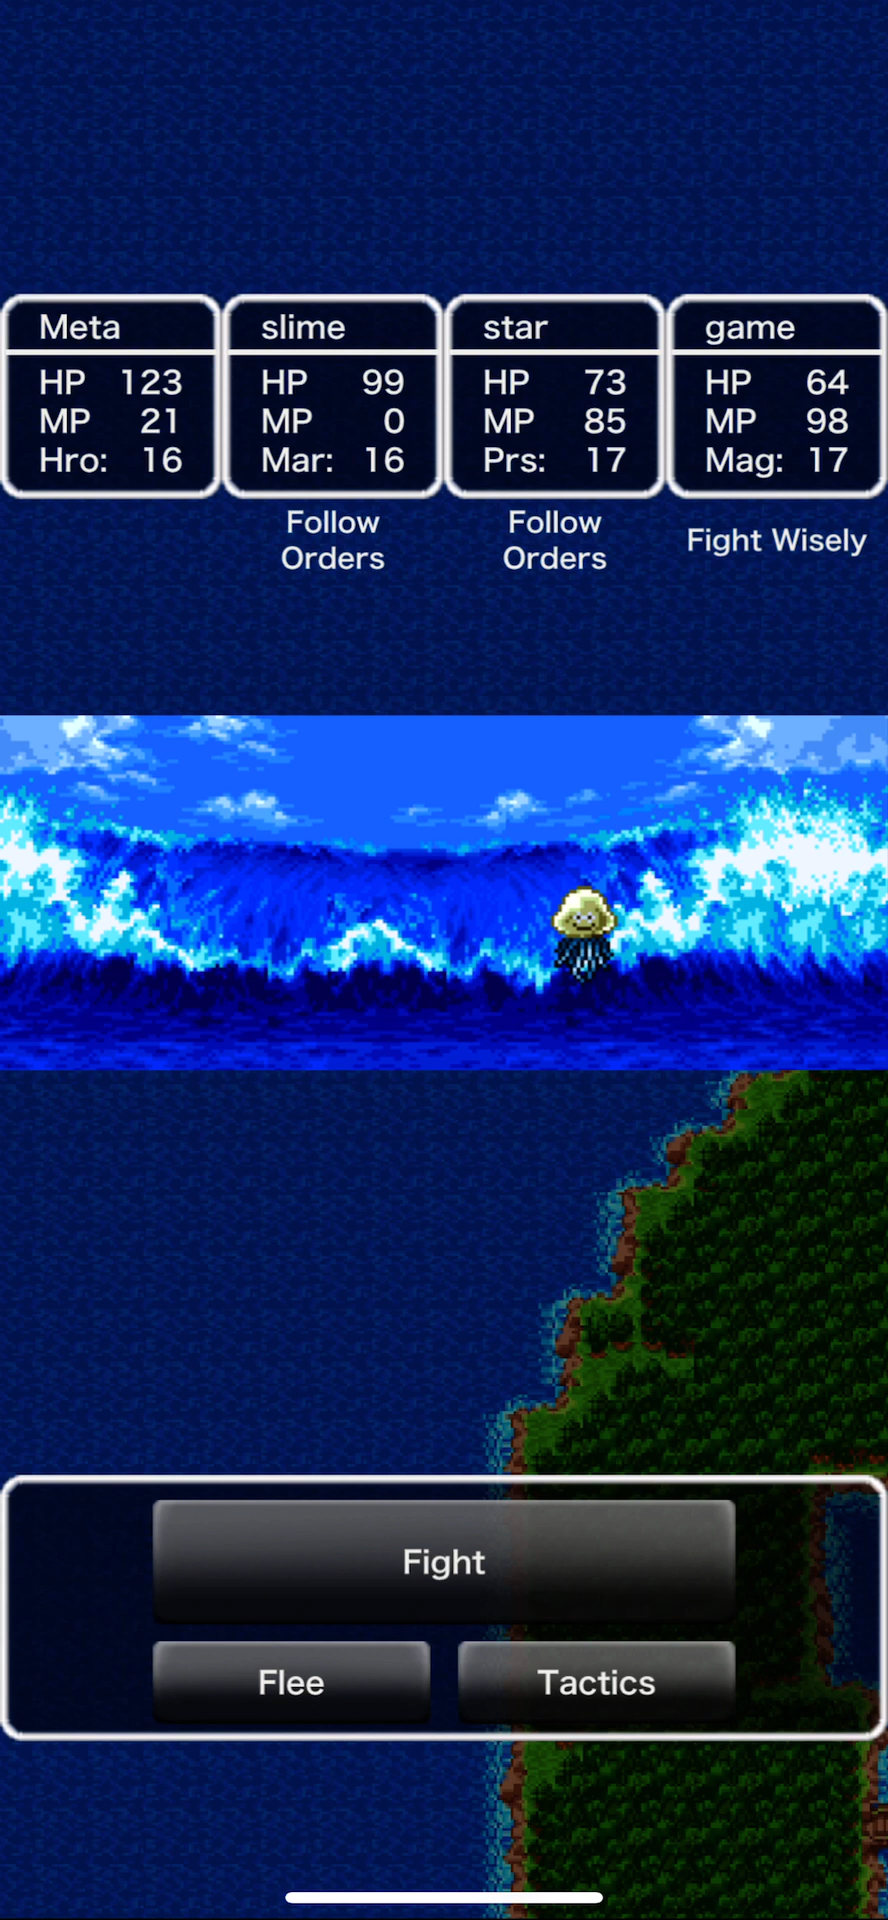 Meta
HP 123
MP 21
Hro: 16
slime
HP 99
MP 0
Mar: 16
Follow
Orders
star
HP 73
MP 85
Prs: 17
Follow
Orders
game
HP 64
MP 98
Mag: 17
Fight Wisely
Fight
Flee
Tactics